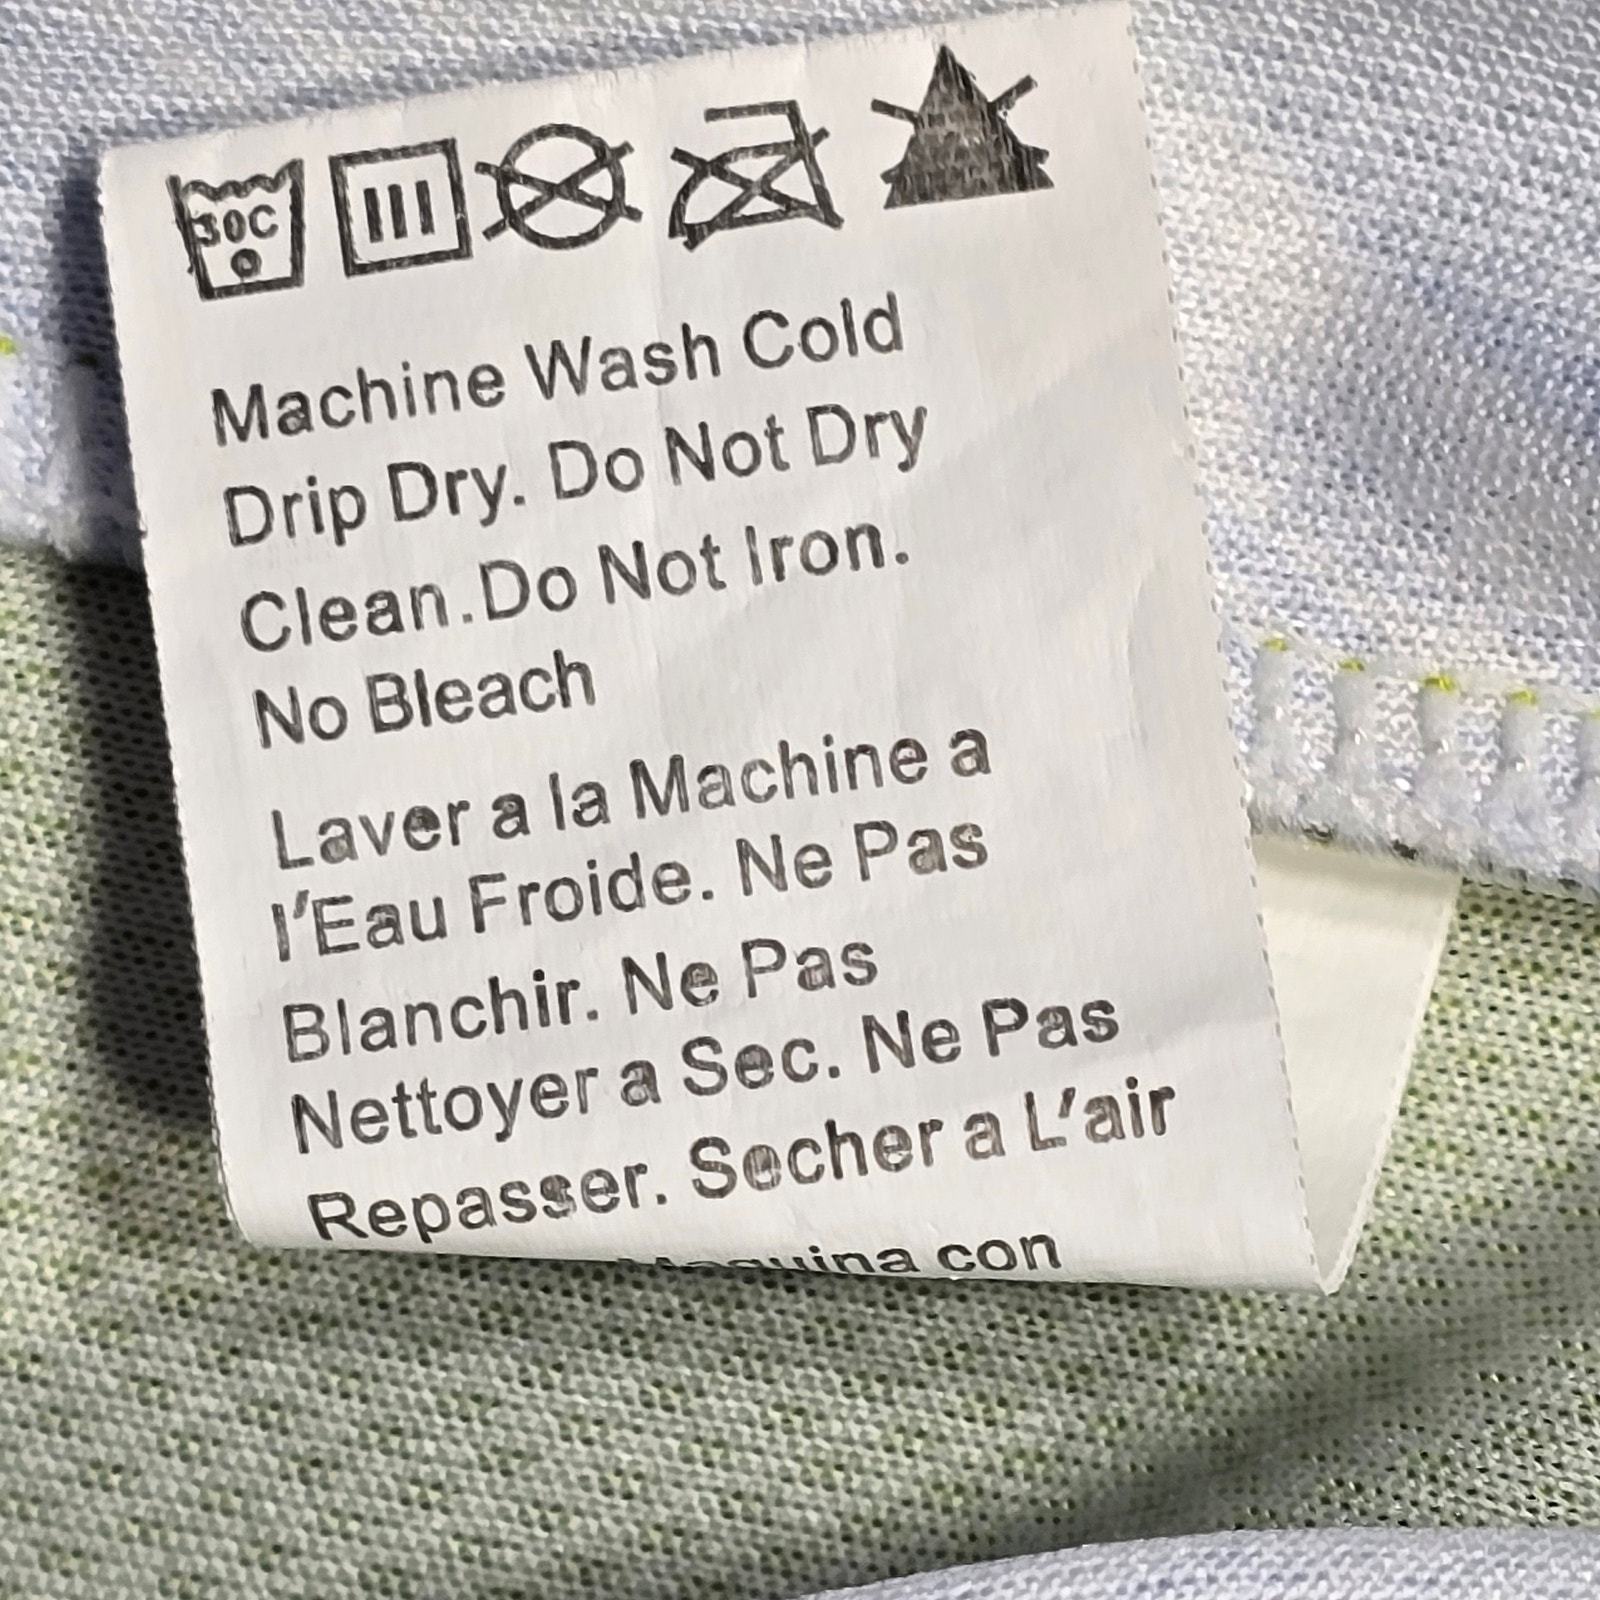 30C
Machine Wash Cold
Drip Dry. Do Not Dry
Clean.Do Not Iron.
No Bleach
Laver a la Machine a
l'Eau Froide. Ne Pas
Blanchir. Ne Pas
Nettoyer a Sec. Ne Pas
Repasser. Secher a L'air
Maquina con